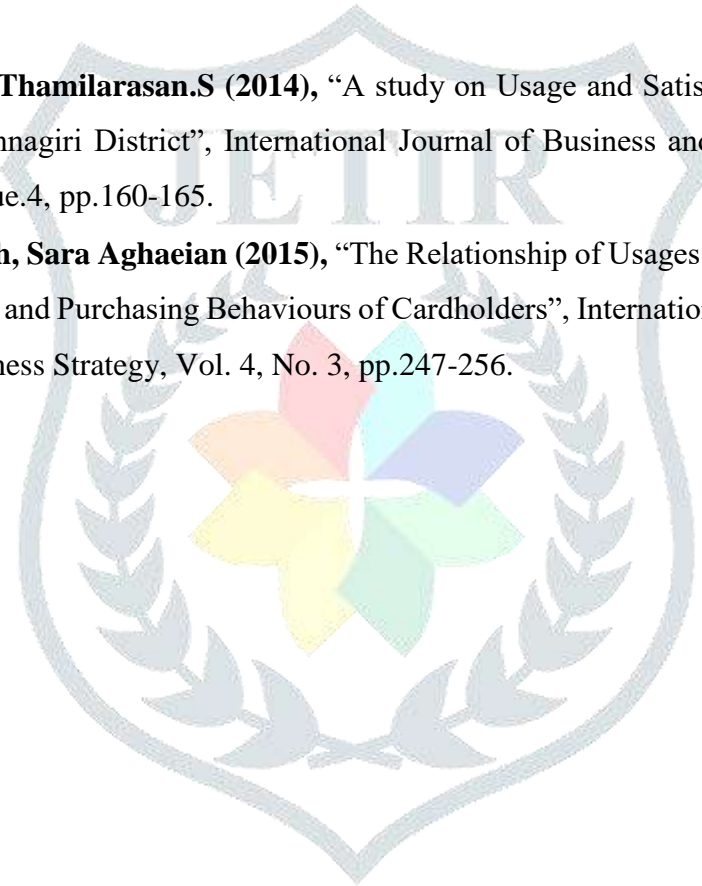 Thamilarasan.S (2014), “A study on Usage and Satis
nnagiri District”, International Journal of Business and
ue.4, pp.160-165.
h, Sara Aghaeian (2015), “The Relationship of Usages
and Purchasing Behaviours of Cardholders”, Internation
ness Strategy, Vol. 4, No. 3, pp.247-256.
JETIR